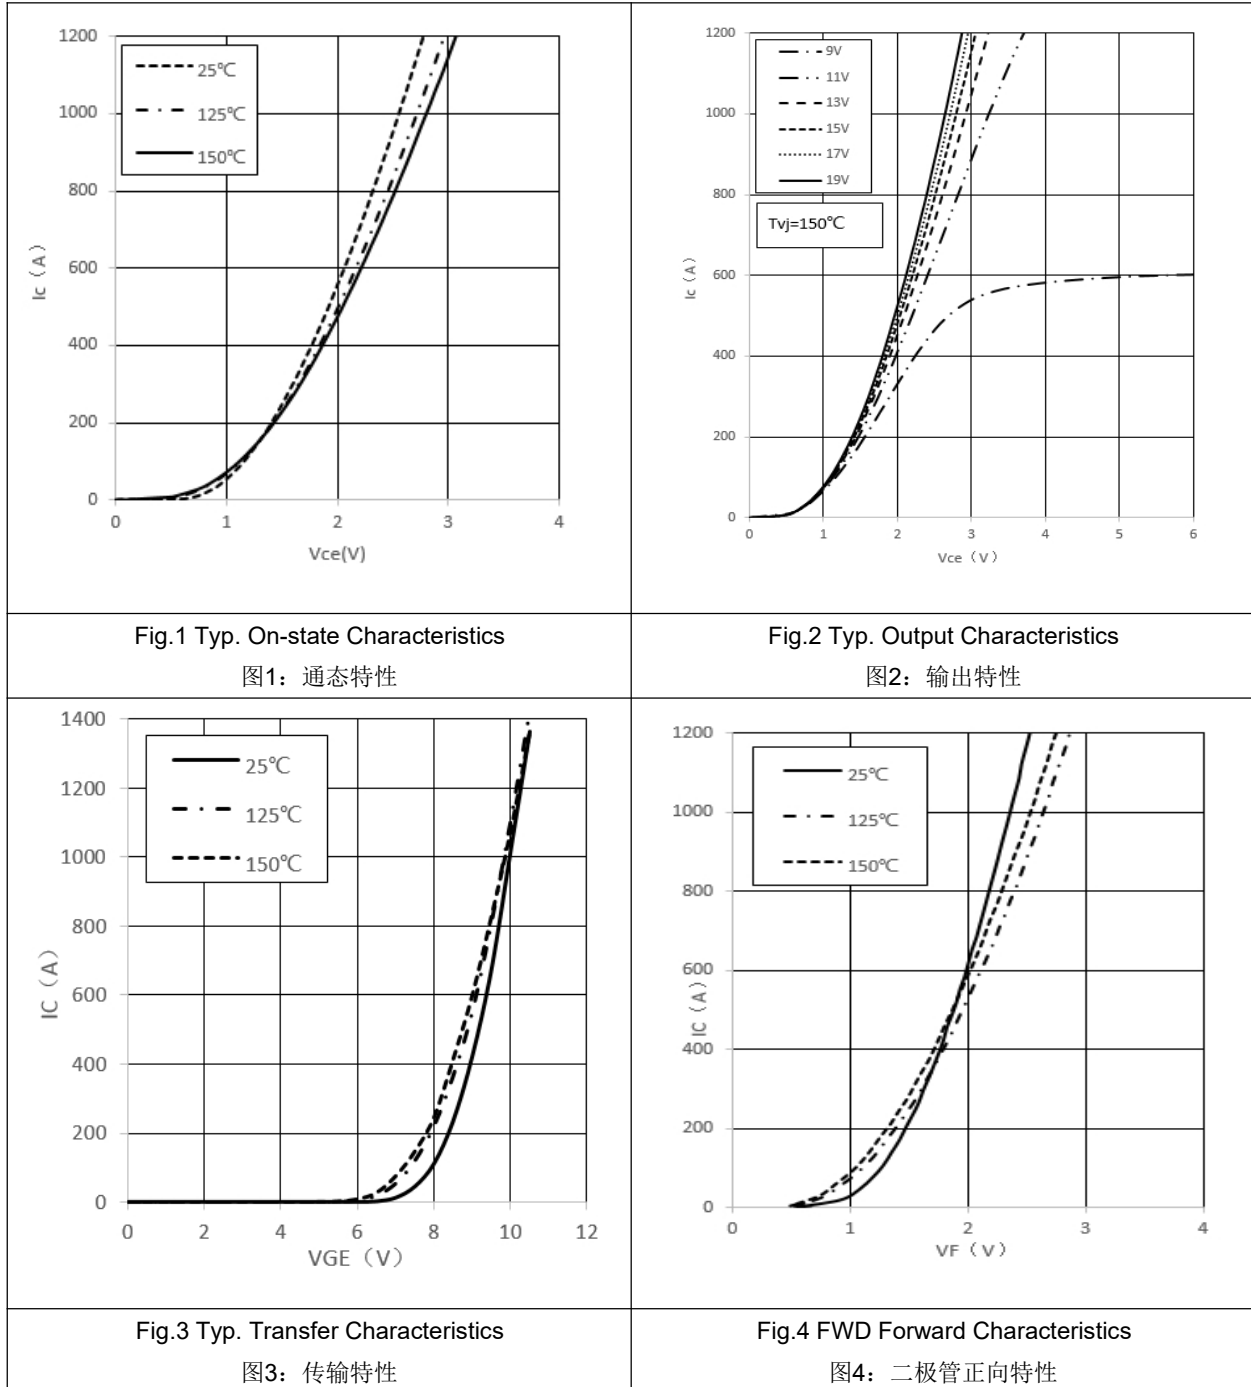 1200
1000
800
600
400
200
0
Ic（A）
25℃
125℃
150℃
0 1 2 3 4
Vce(V)
Fig.1 Typ. On-state Characteristics
图1：通态特性
1200
1000
800
600
400
200
0
Ic（A）
9V
11V
13V
15V
17V
19V
Tvj=150℃
0 1 2 3 4 5 6
Vce（V）
Fig.2 Typ. Output Characteristics
图2：输出特性
1400
1200
1000
800
600
400
200
0
IC（A）
25℃
125℃
150℃
0 2 4 6 8 10 12
VGE（V）
Fig.3 Typ. Transfer Characteristics
图3：传输特性
1200
1000
800
600
400
200
0
IC（A）
25℃
125℃
150℃
0 1 2 3 4
VF（V）
Fig.4 FWD Forward Characteristics
图4：二极管正向特性